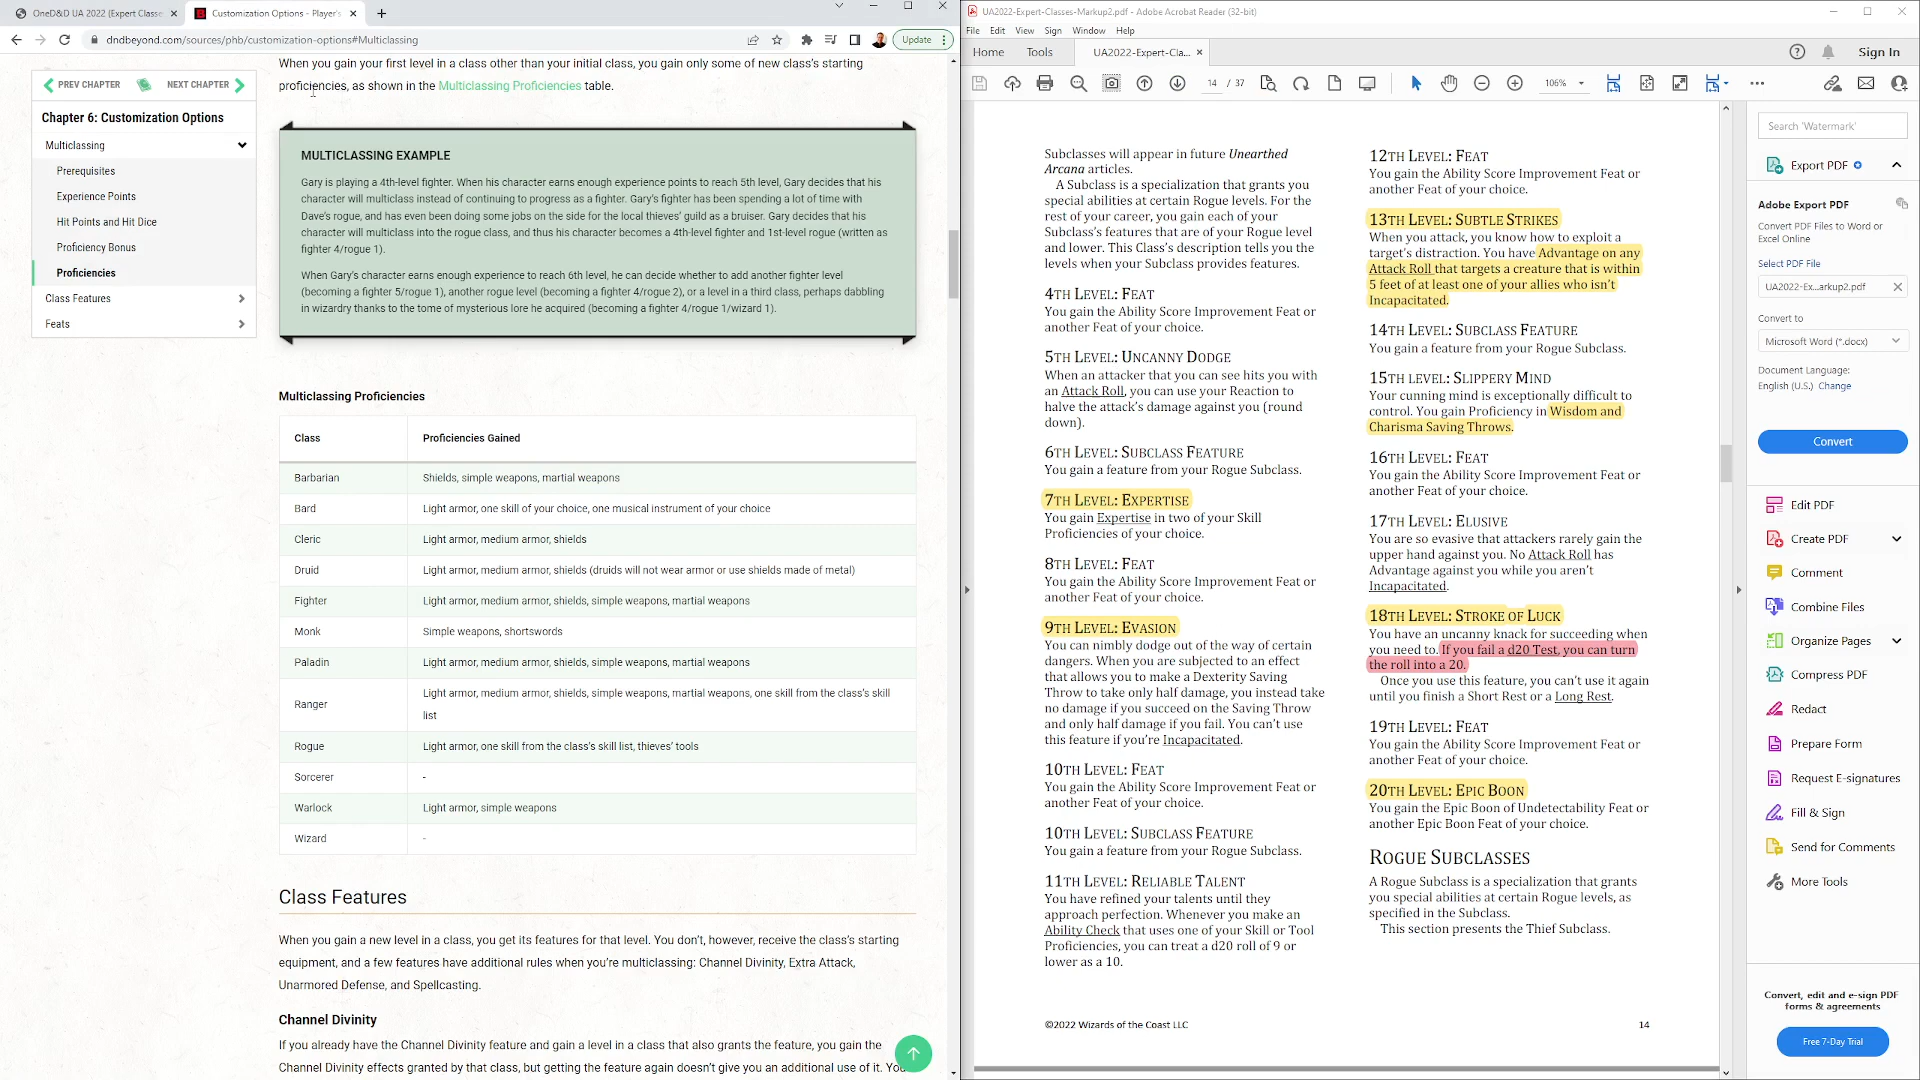 OneD&D UA 2022 (Expert Classe
Customization Options - Player's
dndbeyond.com/sources/phb/customization-options#Multiclassing
Update
When you gain your first level in a class other than your initial class, you gain only some of new class's starting
proficiencies, as shown in the Multiclassing Proficiencies table.
PREV CHAPTER
NEXT CHAPTER
Chapter 6: Customization Options
Multiclassing
Prerequisites
Experience Points
Hit Points and Hit Dice
Proficiency Bonus
Proficiencies
Class Features
Feats
MULTICLASSING EXAMPLE
Gary is playing a 4th-level fighter. When his character earns enough experience points to reach 5th level, Gary decides that his
character will multiclass instead of continuing to progress as a fighter. Gary's fighter has been spending a lot of time with
Dave's rogue, and has even been doing some jobs on the side for the local thieves' guild as a bruiser. Gary decides that his
character will multiclass into the rogue class, and thus his character becomes a 4th-level fighter and 1st-level rogue (written as
fighter 4/rogue 1).
When Gary's character earns enough experience to reach 6th level, he can decide whether to add another fighter level
(becoming a fighter 5/rogue 1), another rogue level (becoming a fighter 4/rogue 2), or a level in a third class, perhaps dabbling
in wizardry thanks to the tome of mysterious lore he acquired (becoming a fighter 4/rogue 1/wizard 1).
Multiclassing Proficiencies
Class Proficiencies Gained
Barbarian Shields, simple weapons, martial weapons
Bard Light armor, one skill of your choice, one musical instrument of your choice
Cleric Light armor, medium armor, shields
Druid Light armor, medium armor, shields (druids will not wear armor or use shields made of metal)
Fighter Light armor, medium armor, shields, simple weapons, martial weapons
Monk Simple weapons, shortswords
Paladin Light armor, medium armor, shields, simple weapons, martial weapons
Ranger Light armor, medium armor, shields, simple weapons, martial weapons, one skill from the class's skill
list
Rogue Light armor, one skill from the class's skill list, thieves' tools
Sorcerer -
Warlock Light armor, simple weapons
Wizard -
Class Features
When you gain a new level in a class, you get its features for that level. You don't, however, receive the class's starting
equipment, and a few features have additional rules when you're multiclassing: Channel Divinity, Extra Attack,
Unarmored Defense, and Spellcasting.
Channel Divinity
If you already have the Channel Divinity feature and gain a level in a class that also grants the feature, you gain the
Channel Divinity effects granted by that class, but getting the feature again doesn't give you an additional use of it. You
UA2022-Expert-Classes-Markup2.pdf - Adobe Acrobat Reader (32-bit)
File Edit View Sign Window Help
Home Tools UA2022-Expert-Cla... Sign In
14 / 37 106%
Subclasses will appear in future Unearthed
Arcana articles.
A Subclass is a specialization that grants you
special abilities at certain Rogue levels. For the
rest of your career, you gain each of your
Subclass's features that are of your Rogue level
and lower. This Class's description tells you the
levels when your Subclass provides features.
4TH LEVEL: FEAT
You gain the Ability Score Improvement Feat or
another Feat of your choice.
5TH LEVEL: UNCANNY DODGE
When an attacker that you can see hits you with
an Attack Roll, you can use your Reaction to
halve the attack's damage against you (round
down).
6TH LEVEL: SUBCLASS FEATURE
You gain a feature from your Rogue Subclass.
7TH LEVEL: EXPERTISE
You gain Expertise in two of your Skill
Proficiencies of your choice.
8TH LEVEL: FEAT
You gain the Ability Score Improvement Feat or
another Feat of your choice.
9TH LEVEL: EVASION
You can nimbly dodge out of the way of certain
dangers. When you are subjected to an effect
that allows you to make a Dexterity Saving
Throw to take only half damage, you instead take
no damage if you succeed on the Saving Throw
and only half damage if you fail. You can't use
this feature if you're Incapacitated.
10TH LEVEL: FEAT
You gain the Ability Score Improvement Feat or
another Feat of your choice.
10TH LEVEL: SUBCLASS FEATURE
You gain a feature from your Rogue Subclass.
11TH LEVEL: RELIABLE TALENT
You have refined your talents until they
approach perfection. Whenever you make an
Ability Check that uses one of your Skill or Tool
Proficiencies, you can treat a d20 roll of 9 or
lower as a 10.
12TH LEVEL: FEAT
You gain the Ability Score Improvement Feat or
another Feat of your choice.
13TH LEVEL: SUBTLE STRIKES
When you attack, you know how to exploit a
target's distraction. You have Advantage on any
Attack Roll that targets a creature that is within
5 feet of at least one of your allies who isn't
Incapacitated.
14TH LEVEL: SUBCLASS FEATURE
You gain a feature from your Rogue Subclass.
15TH LEVEL: SLIPPERY MIND
Your cunning mind is exceptionally difficult to
control. You gain Proficiency in Wisdom and
Charisma Saving Throws.
16TH LEVEL: FEAT
You gain the Ability Score Improvement Feat or
another Feat of your choice.
17TH LEVEL: ELUSIVE
You are so evasive that attackers rarely gain the
upper hand against you. No Attack Roll has
Advantage against you while you aren't
Incapacitated.
18TH LEVEL: STROKE OF LUCK
You have an uncanny knack for succeeding when
you need to. If you fail a d20 Test, you can turn
the roll into a 20.
Once you use this feature, you can't use it again
until you finish a Short Rest or a Long Rest.
19TH LEVEL: FEAT
You gain the Ability Score Improvement Feat or
another Feat of your choice.
20TH LEVEL: EPIC BOON
You gain the Epic Boon of Undetectability Feat or
another Epic Boon Feat of your choice.
ROGUE SUBCLASSES
A Rogue Subclass is a specialization that grants
you special abilities at certain Rogue levels, as
specified in the Subclass.
This section presents the Thief Subclass.
©2022 Wizards of the Coast LLC 14
Search 'Watermark'
Export PDF
Adobe Export PDF
Convert PDF Files to Word or
Excel Online
Select PDF File
UA2022-Ex...arkup2.pdf
Convert to
Microsoft Word (*.docx)
Document Language:
English (U.S.) Change
Convert
Edit PDF
Create PDF
Comment
Combine Files
Organize Pages
Compress PDF
Redact
Prepare Form
Request E-signatures
Fill & Sign
Send for Comments
More Tools
Convert, edit and e-sign PDF
forms & agreements
Free 7-Day Trial